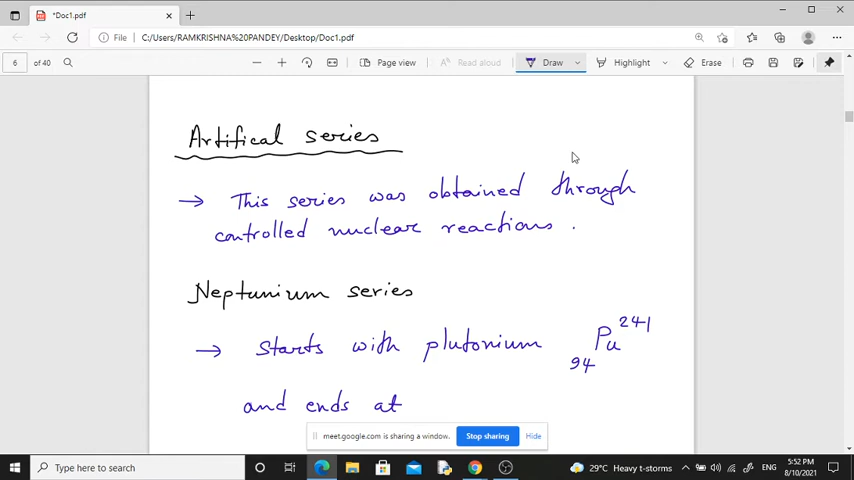 *Doc1.pdf
File
C:/Users/RAMKRISHNA%20PANDEY/Desktop/Doc1.pdf
6 of 40
Page view
Read aloud
Draw
Highlight
Erase
Artifical series
→ This series was obtained through
controlled nuclear reactions.
Neptunium series
→ Starts with plutonium ₉₄Pu²⁴¹
and ends at
meet.google.com is sharing a window.
Stop sharing
Hide
Type here to search
29°C Heavy t-storms
ENG
5:52 PM
8/10/2021